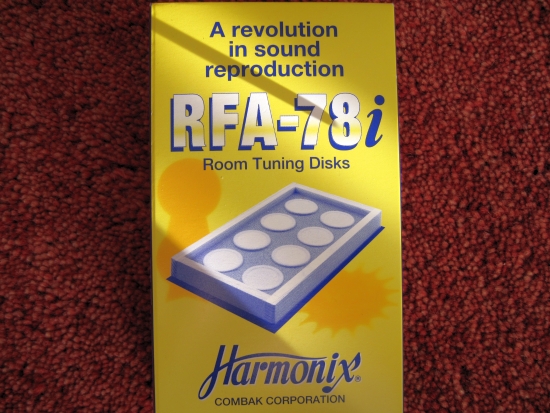 A revolution
in sound
reproduction
RFA-78i
Room Tuning Disks
Harmonix®
COMBAK CORPORATION